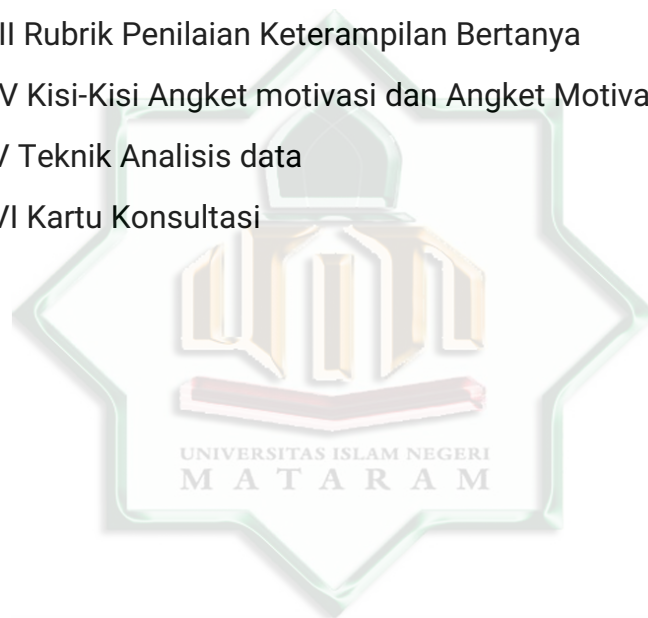 II Rubrik Penilaian Keterampilan Bertanya
V Kisi-Kisi Angket motivasi dan Angket Motiva
V Teknik Analisis data
VI Kartu Konsultasi
UNIVERSITAS ISLAM NEGERI
MATARAM